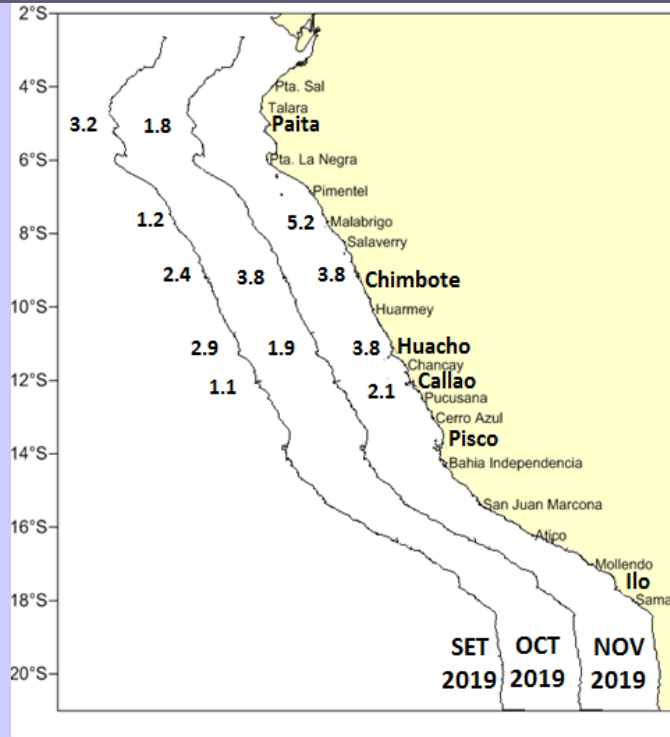 2°S
4°S
Pta. Sal
Talara
3.2 1.8 Paita
6°S
Pta. La Negra
Pimentel
1.2 5.2 Malabrigo
8°S
Salaverry
2.4 3.8 3.8 Chimbote
10°S
Huarmey
2.9 1.9 3.8 Huacho
Chancay
12°S
1.1 2.1 Callao
Pucusana
Cerro Azul
Pisco
14°S
Bahia Independencia
San Juan Marcona
16°S
Atico
Mollendo
Ilo
18°S
Sama
SET OCT NOV
2019 2019 2019
20°S